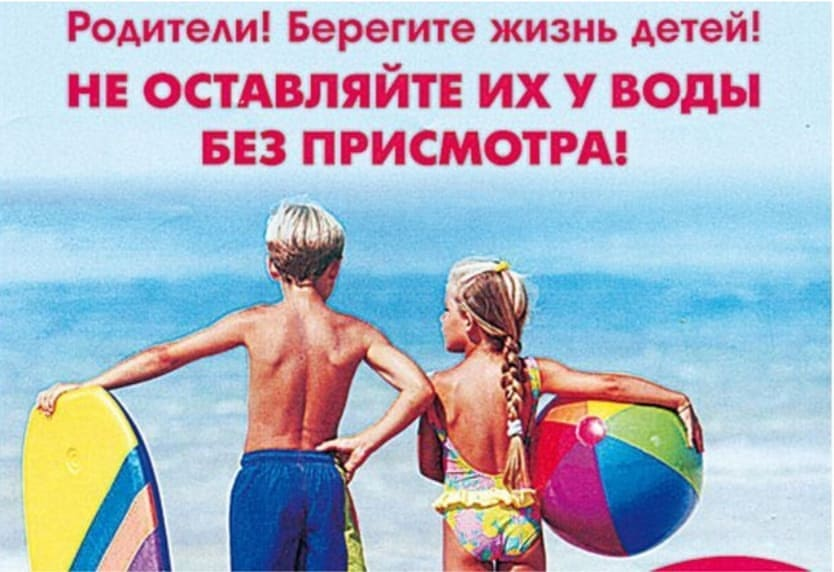 Родители! Берегите жизнь детей!
НЕ ОСТАВЛЯЙТЕ ИХ У ВОДЫ
БЕЗ ПРИСМОТРА!